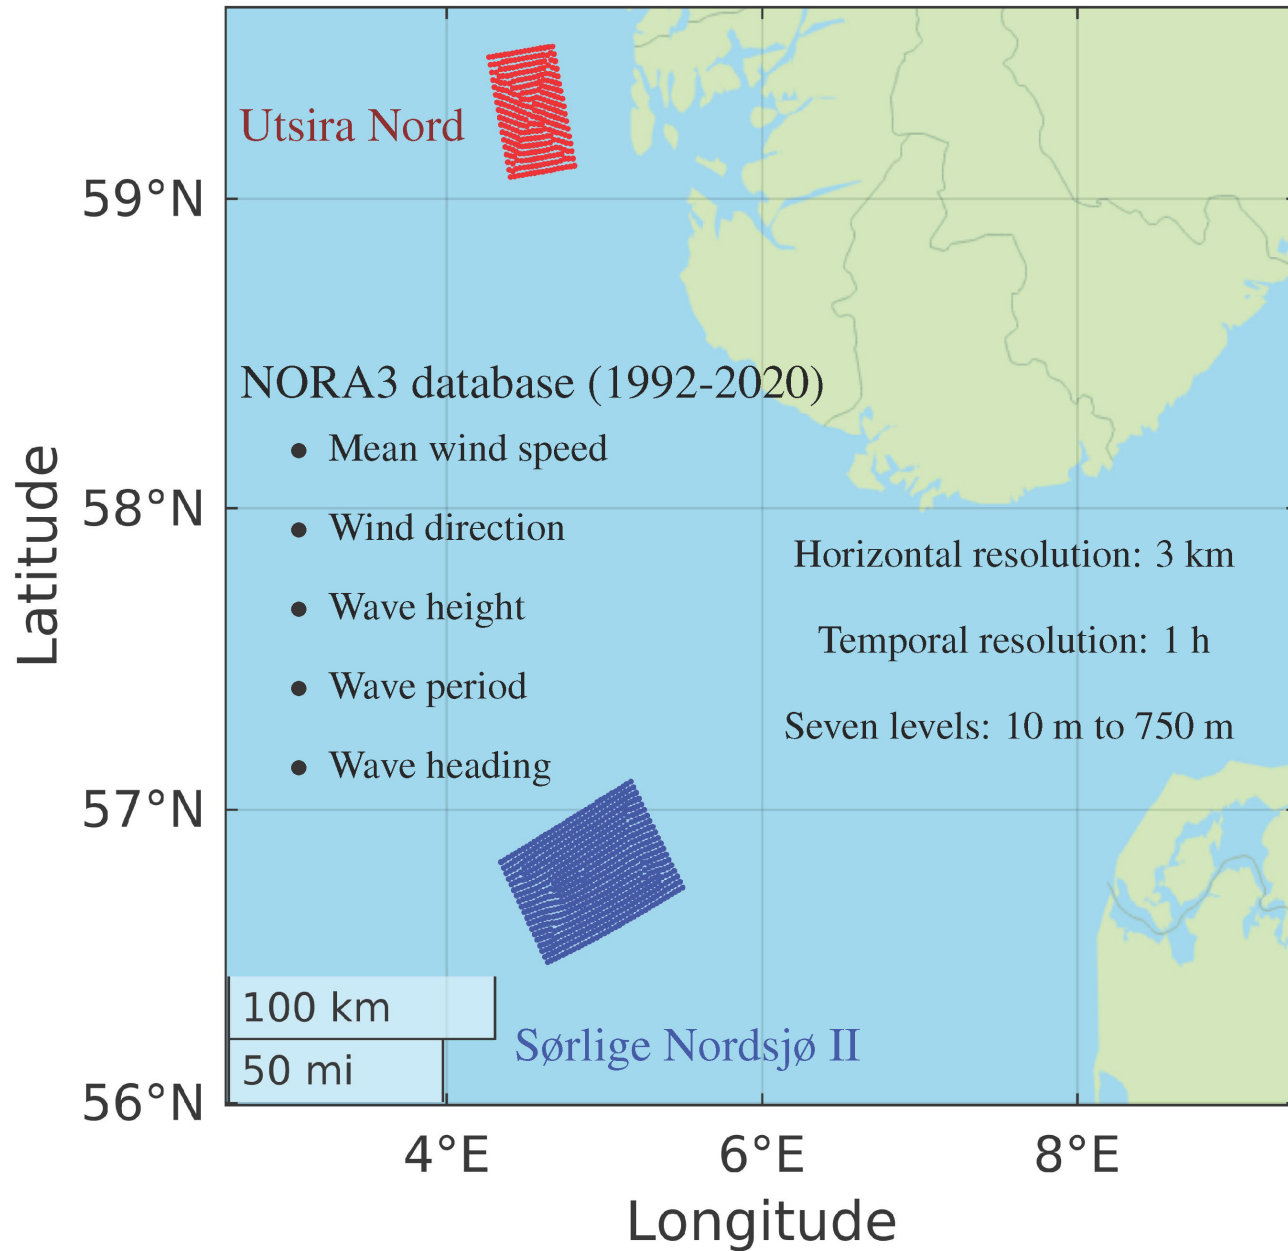 Utsira Nord
59°N
NORA3 database (1992-2020)
● Mean wind speed
58°N
● Wind direction
Horizontal resolution: 3 km
● Wave height
Temporal resolution: 1 h
● Wave period
Seven levels: 10 m to 750 m
● Wave heading
57°N
Latitude
100 km
Sørlige Nordsjø II
50 mi
56°N
4°E 6°E 8°E
Longitude